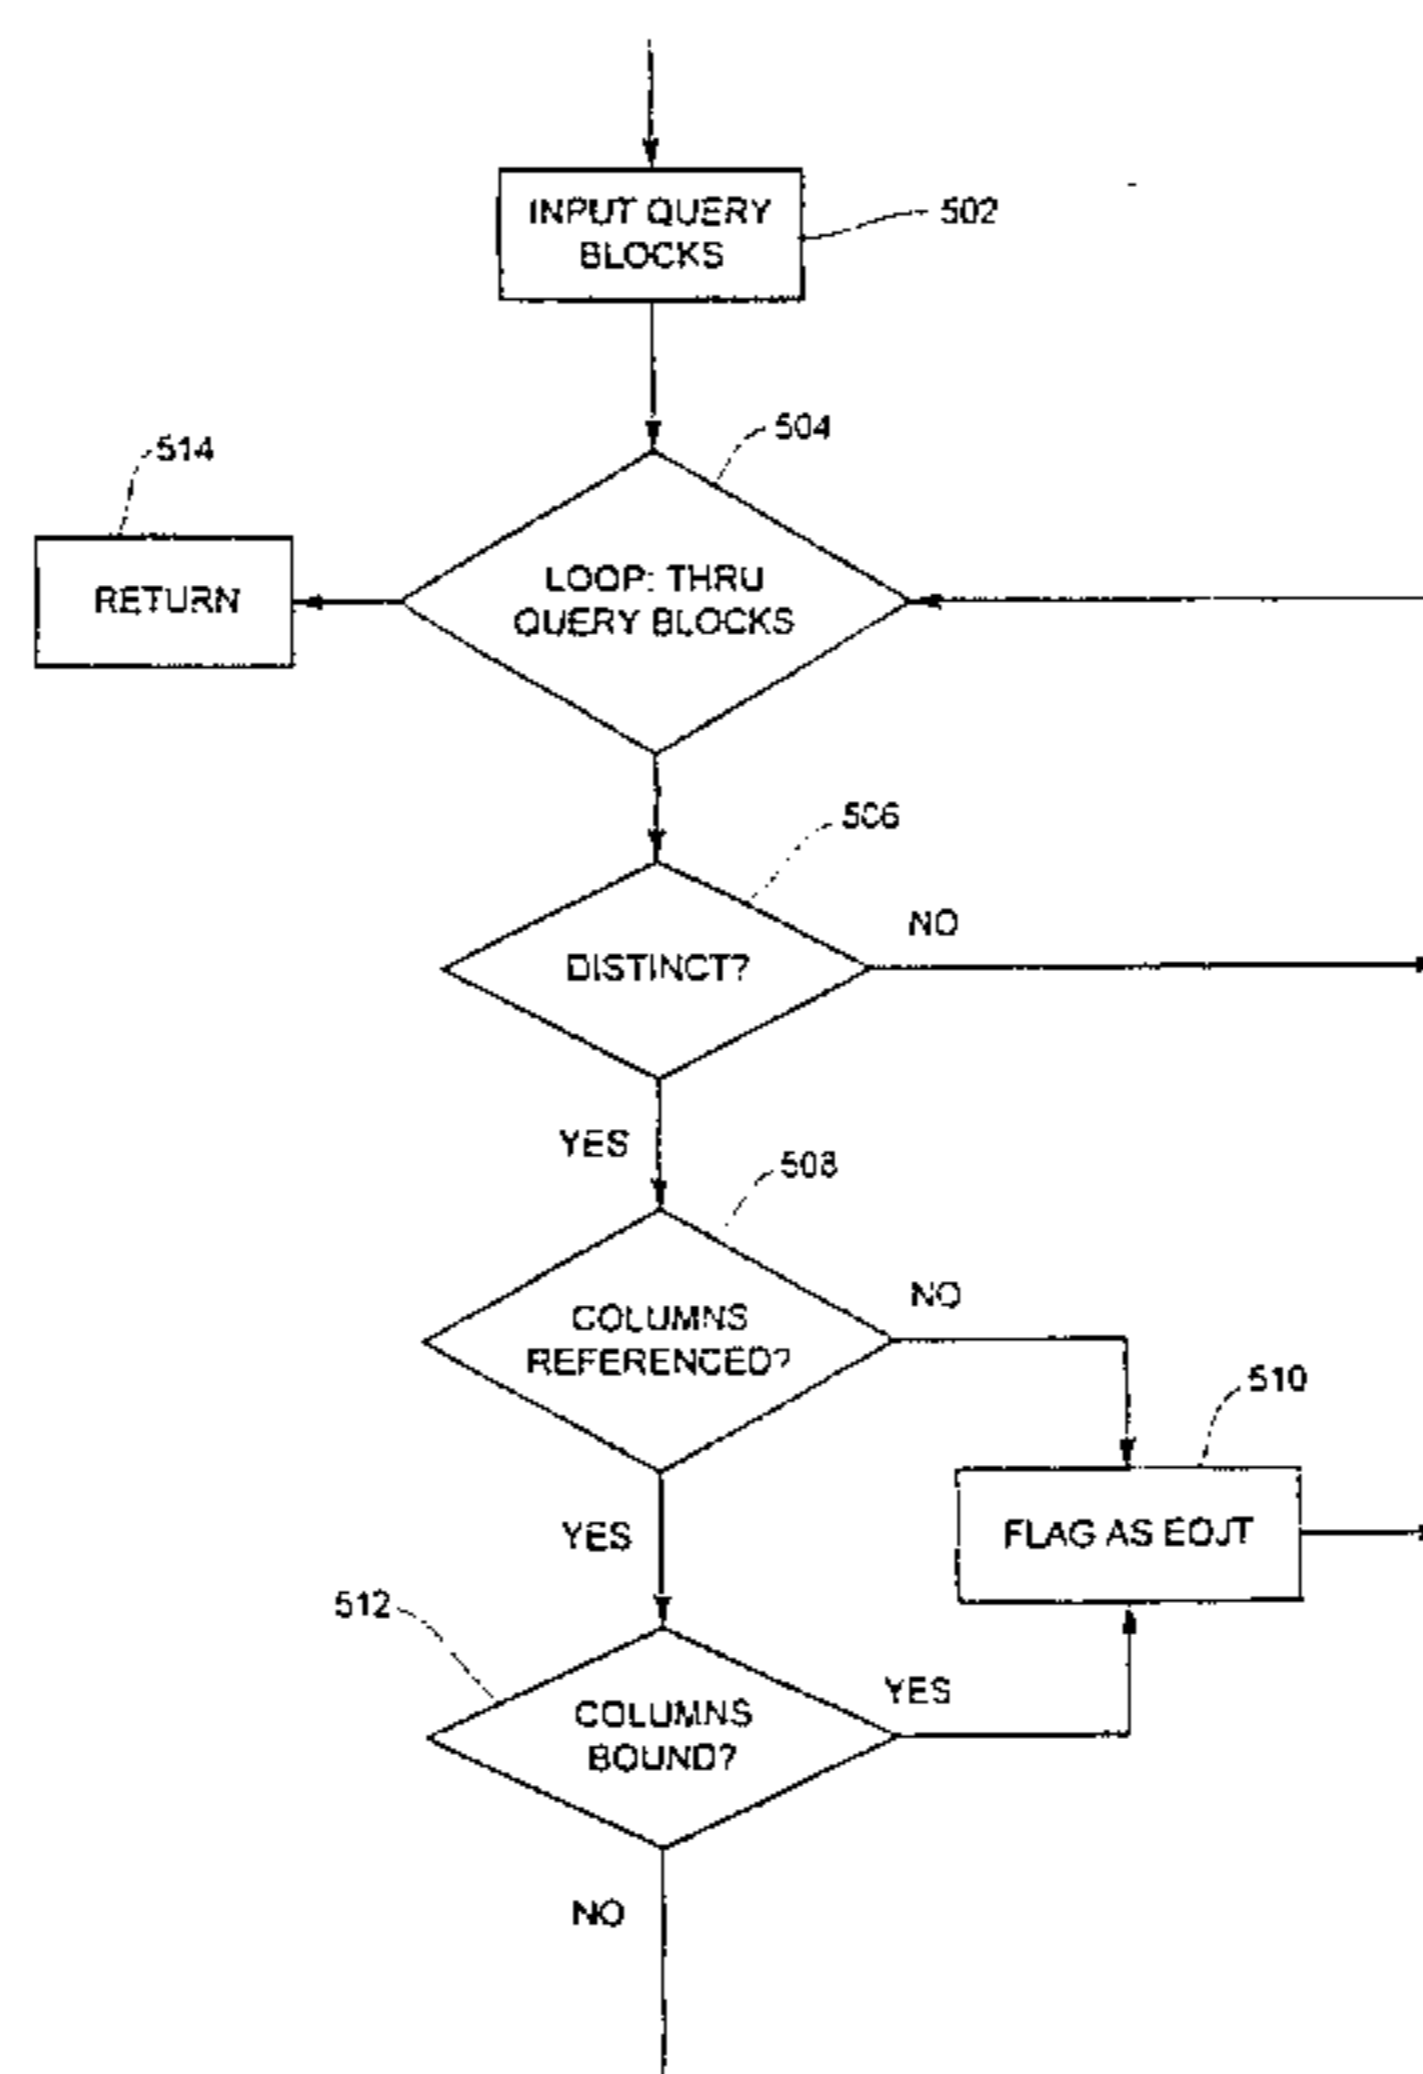 INPUT QUERY
BLOCKS
502
504
514
RETURN
LOOP: THRU
QUERY BLOCKS
506
NO
DISTINCT?
YES
508
NO
COLUMNS
REFERENCED?
510
FLAG AS EOJT
YES
512
YES
COLUMNS
BOUND?
NO